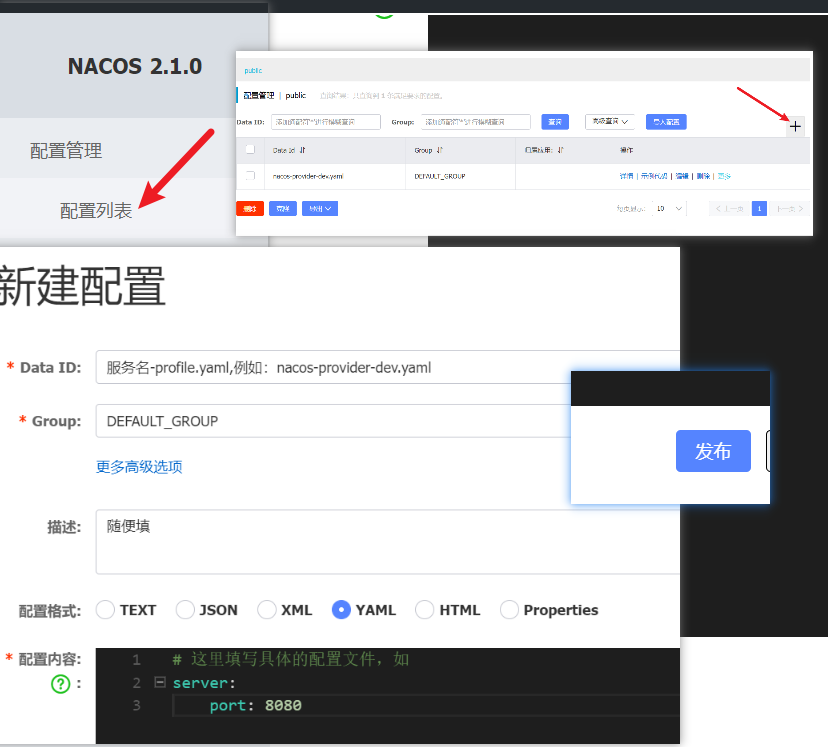 NACOS 2.1.0
配置管理
配置列表
public
配置管理 | public
Data ID:
Group:
查询
高级查询
导入配置
Data Id
Group
归属应用:
操作
nacos-provider-dev.yaml
DEFAULT_GROUP
详情 | 示例代码 | 编辑 | 删除 | 更多
删除
克隆
导出
每页显示:
10
上一页
1
下一页
新建配置
* Data ID:
服务名-profile.yaml,例如：nacos-provider-dev.yaml
* Group:
DEFAULT_GROUP
更多高级选项
发布
描述:
随便填
配置格式:
TEXT
JSON
XML
YAML
HTML
Properties
* 配置内容:
? :
1 # 这里填写具体的配置文件，如
2 server:
3 port: 8080